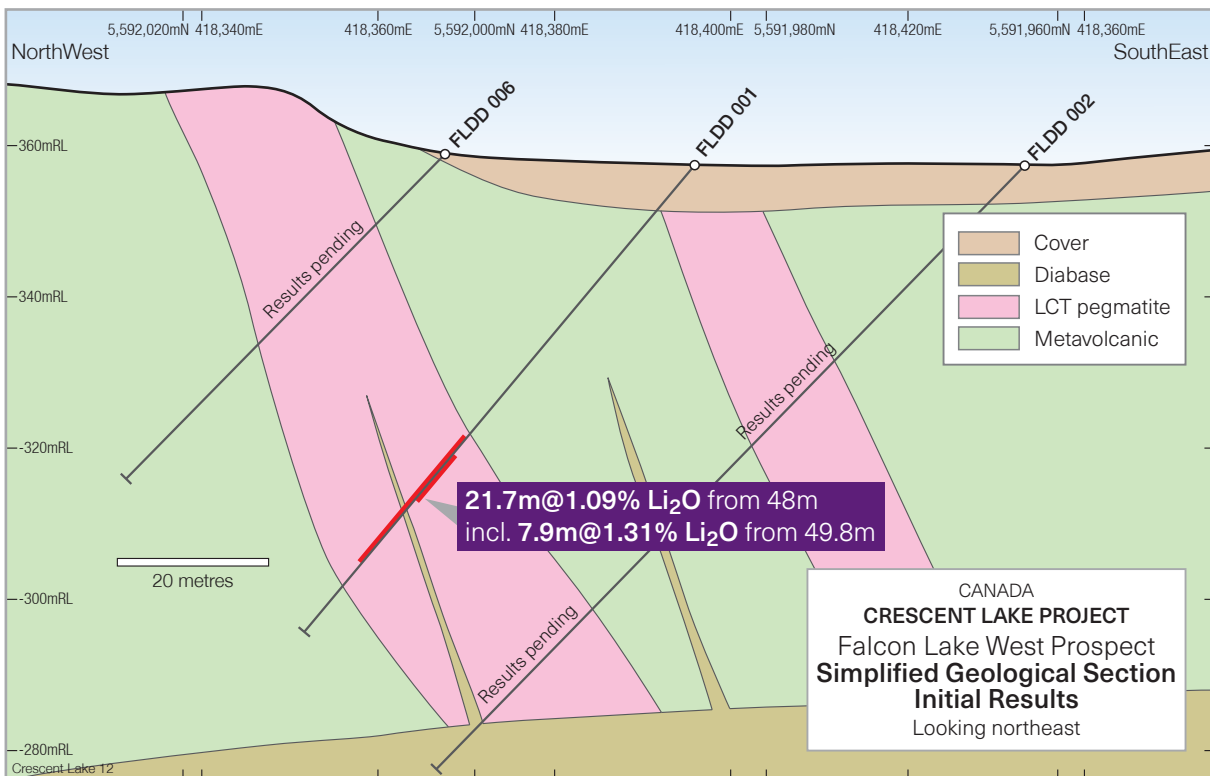 5,592,020mN 418,340mE 418,360mE 5,592,000mN 418,380mE 418,400mE 5,591,980mN 418,420mE 5,591,960mN 418,360mE
NorthWest SouthEast
FLDD 006
FLDD 001
FLDD 002
360mRL
Results pending
Cover
Diabase
LCT pegmatite
Metavolcanic
340mRL
Results pending
320mRL
21.7m@1.09% Li₂O from 48m
incl. 7.9m@1.31% Li₂O from 49.8m
20 metres
300mRL
Results pending
CANADA
CRESCENT LAKE PROJECT
Falcon Lake West Prospect
Simplified Geological Section
Initial Results
Looking northeast
280mRL
Crescent Lake 12